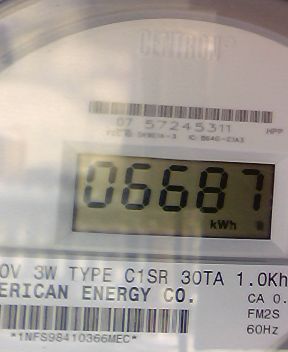 CENTRON®
07 57245311
HPP
06687
kWh
0V 3W TYPE C1SR 30TA 1.0Kh
ERICAN ENERGY CO.
CA 0.
FM2S
60Hz
*1NFS98410366MEC*